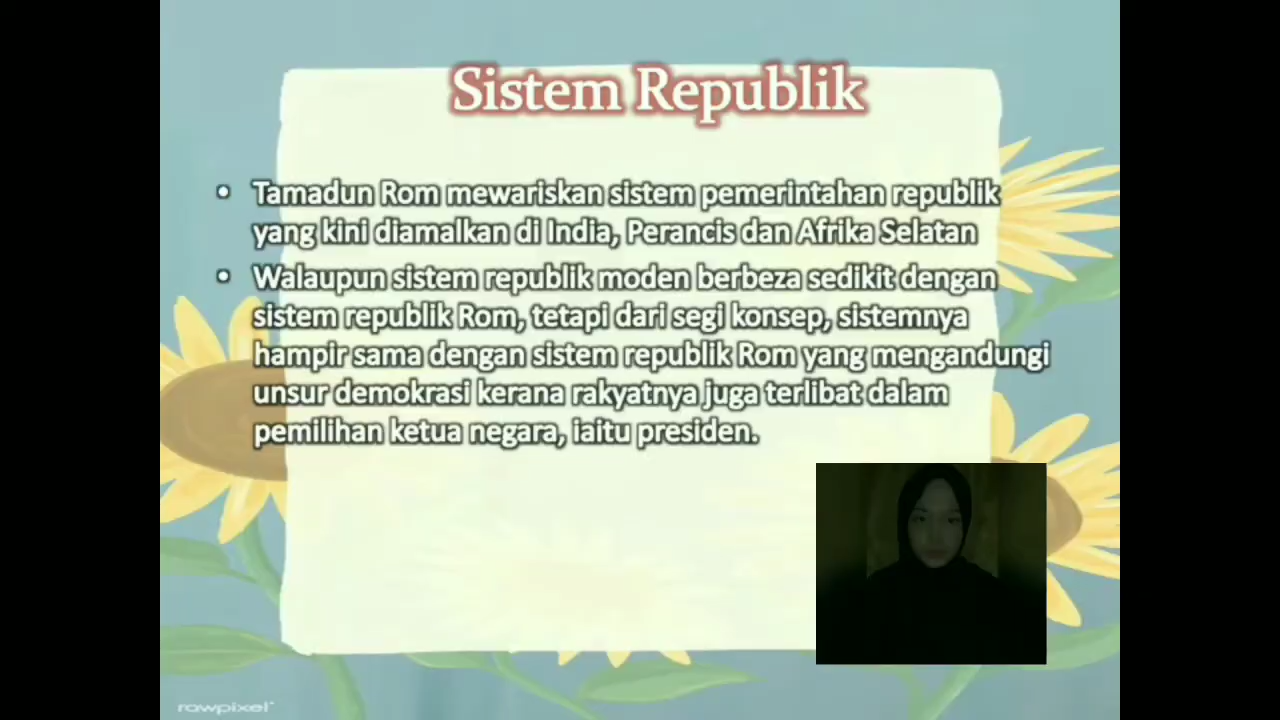 Sistem Republik
• Tamadun Rom mewariskan sistem pemerintahan republik
yang kini diamalkan di India, Perancis dan Afrika Selatan
• Walaupun sistem republik moden berbeza sedikit dengan
sistem republik Rom, tetapi dari segi konsep, sistemnya
hampir sama dengan sistem republik Rom yang mengandungi
unsur demokrasi kerana rakyatnya juga terlibat dalam
pemilihan ketua negara, iaitu presiden.
rawpixel